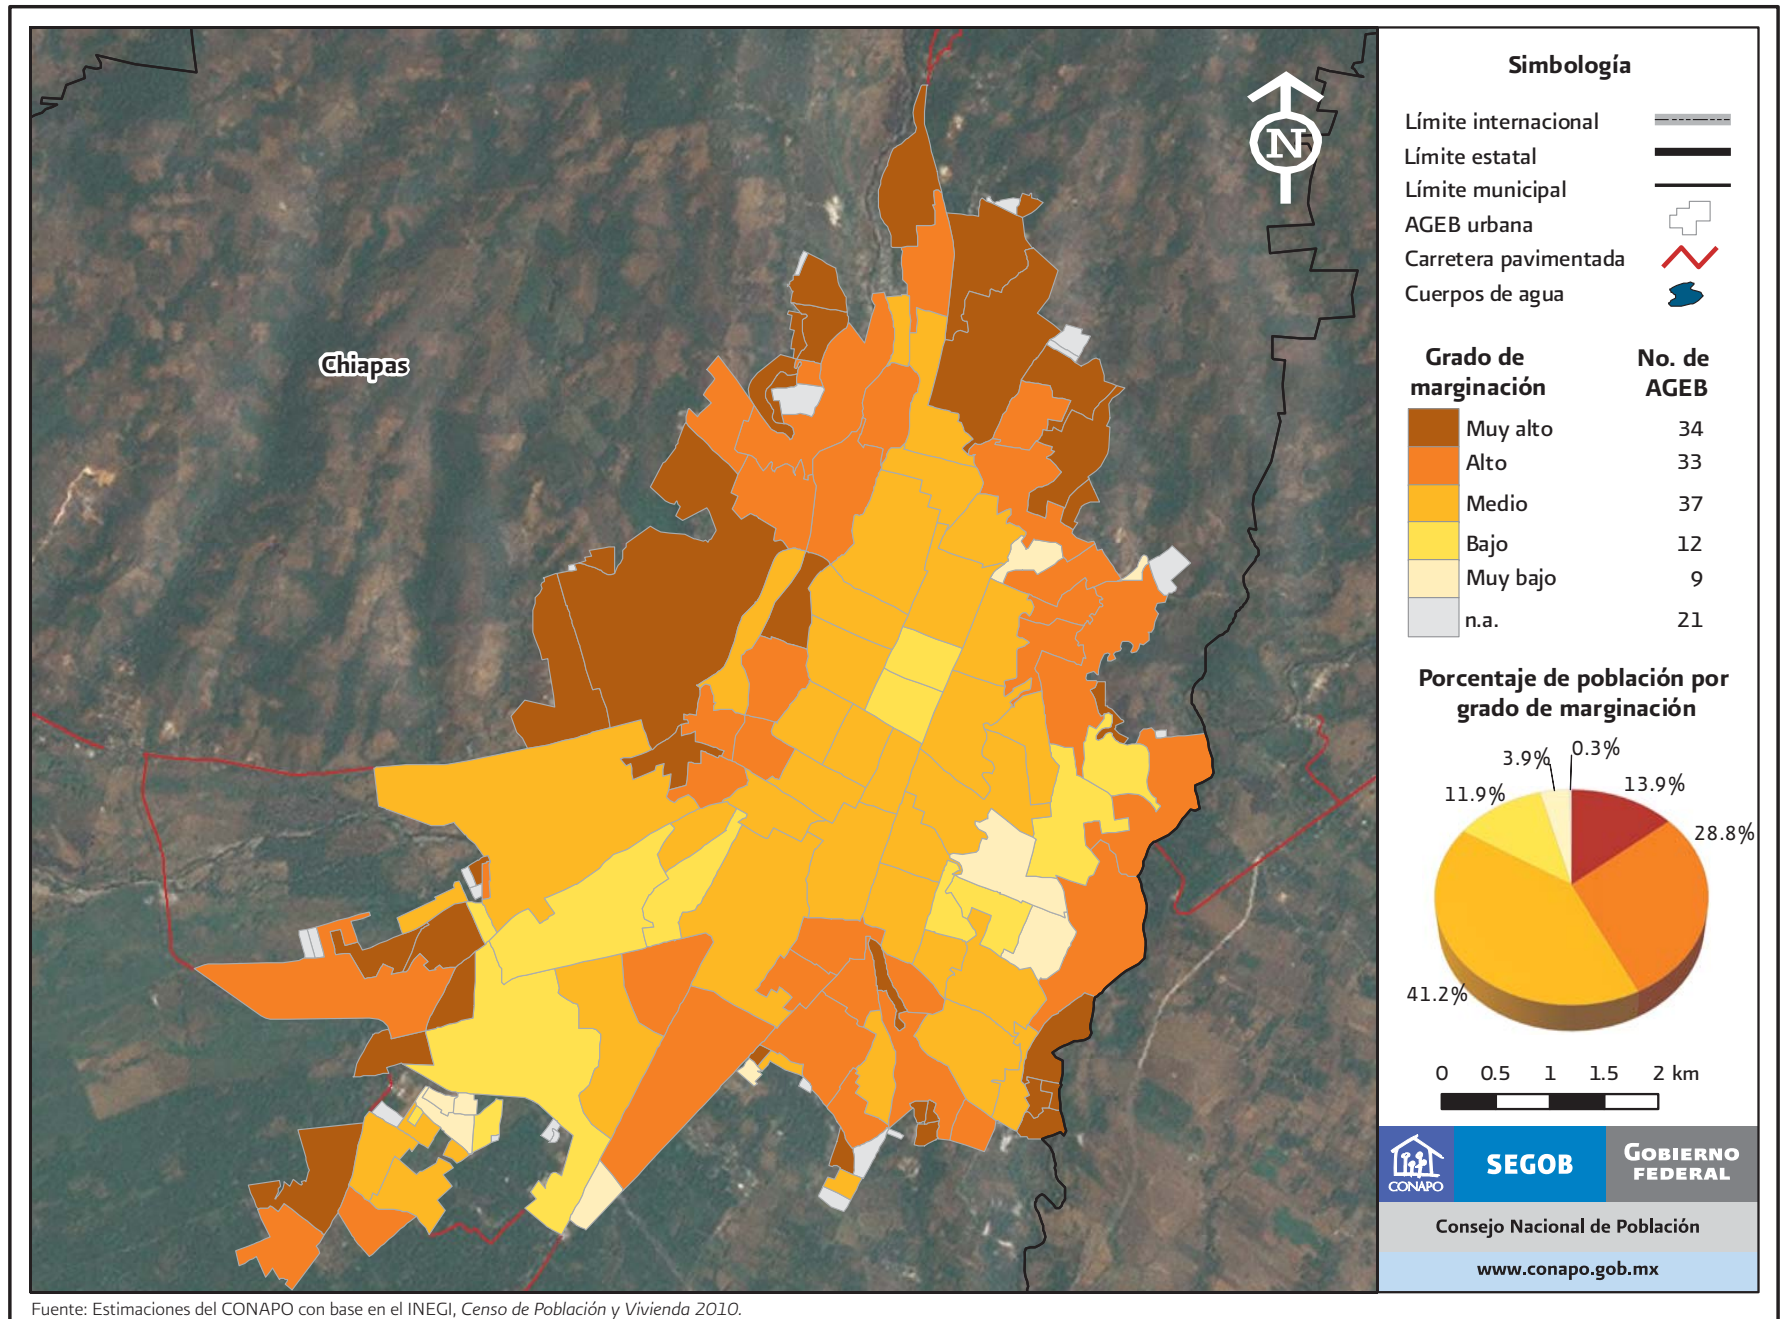 Chiapas
N
Simbología
Límite internacional
Límite estatal
Límite municipal
AGEB urbana
Carretera pavimentada
Cuerpos de agua
Grado de marginación
No. de AGEB
Muy alto 34
Alto 33
Medio 37
Bajo 12
Muy bajo 9
n.a. 21
Porcentaje de población por
grado de marginación
0.3%
3.9%
13.9%
11.9%
28.8%
41.2%
0 0.5 1 1.5 2 km
CONAPO
SEGOB
GOBIERNO
FEDERAL
Consejo Nacional de Población
www.conapo.gob.mx
Fuente: Estimaciones del CONAPO con base en el INEGI, Censo de Población y Vivienda 2010.